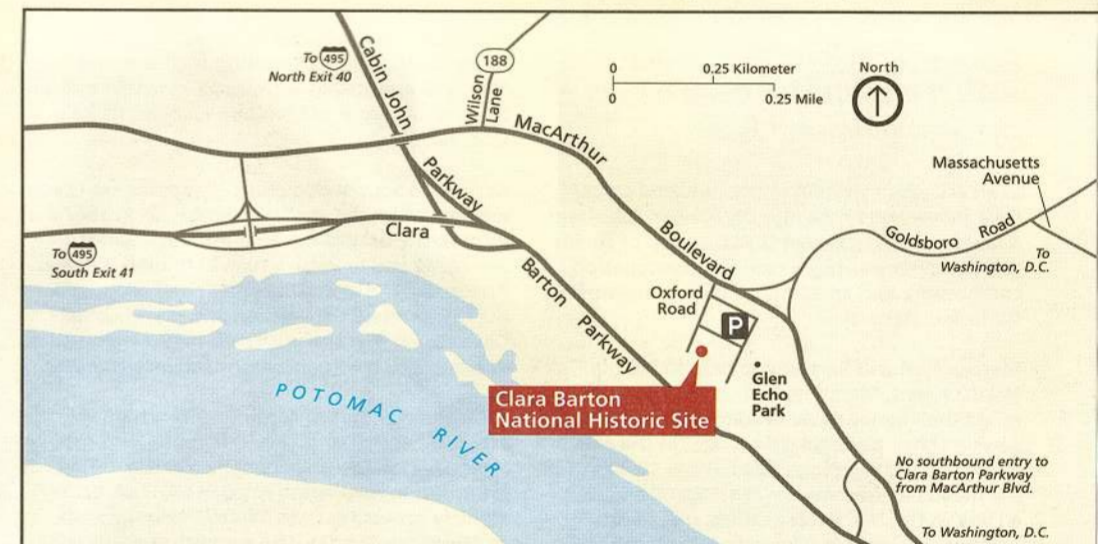 To 495
North Exit 40
Cabin John
Parkway
188
Wilson
Lane
0 0.25 Kilometer
0 0.25 Mile
North
MacArthur
Boulevard
Massachusetts
Avenue
Goldsboro Road
To
Washington, D.C.
To 495
South Exit 41
Clara
Barton
Parkway
Oxford
Road
P
Glen
Echo
Park
Clara Barton
National Historic Site
POTOMAC
RIVER
No southbound entry to
Clara Barton Parkway
from MacArthur Blvd.
To Washington, D.C.